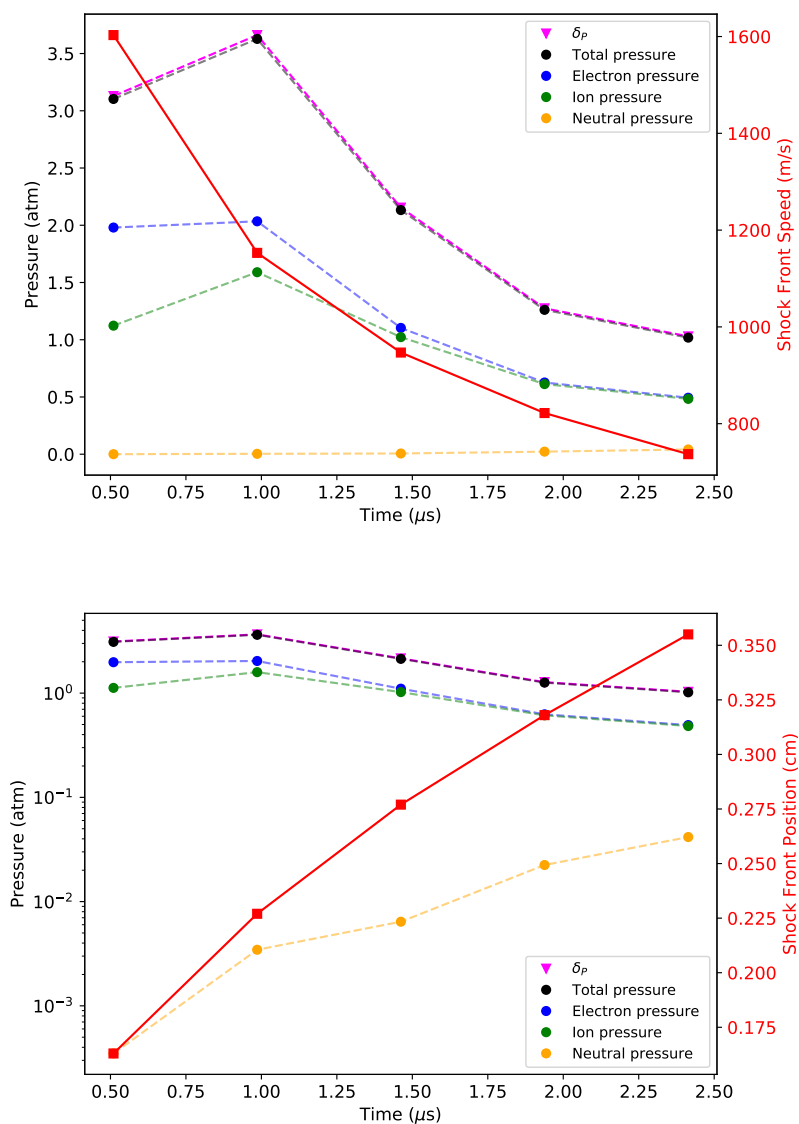 3.5
3.0
2.5
2.0
1.5
1.0
0.5
0.0
Pressure (atm)
δP
Total pressure
Electron pressure
Ion pressure
Neutral pressure
1600
1400
1200
1000
800
Shock Front Speed (m/s)
0.50 0.75 1.00 1.25 1.50 1.75 2.00 2.25 2.50
Time (μs)
10⁰
10⁻¹
10⁻²
10⁻³
Pressure (atm)
δP
Total pressure
Electron pressure
Ion pressure
Neutral pressure
0.350
0.325
0.300
0.275
0.250
0.225
0.200
0.175
Shock Front Position (cm)
0.50 0.75 1.00 1.25 1.50 1.75 2.00 2.25 2.50
Time (μs)